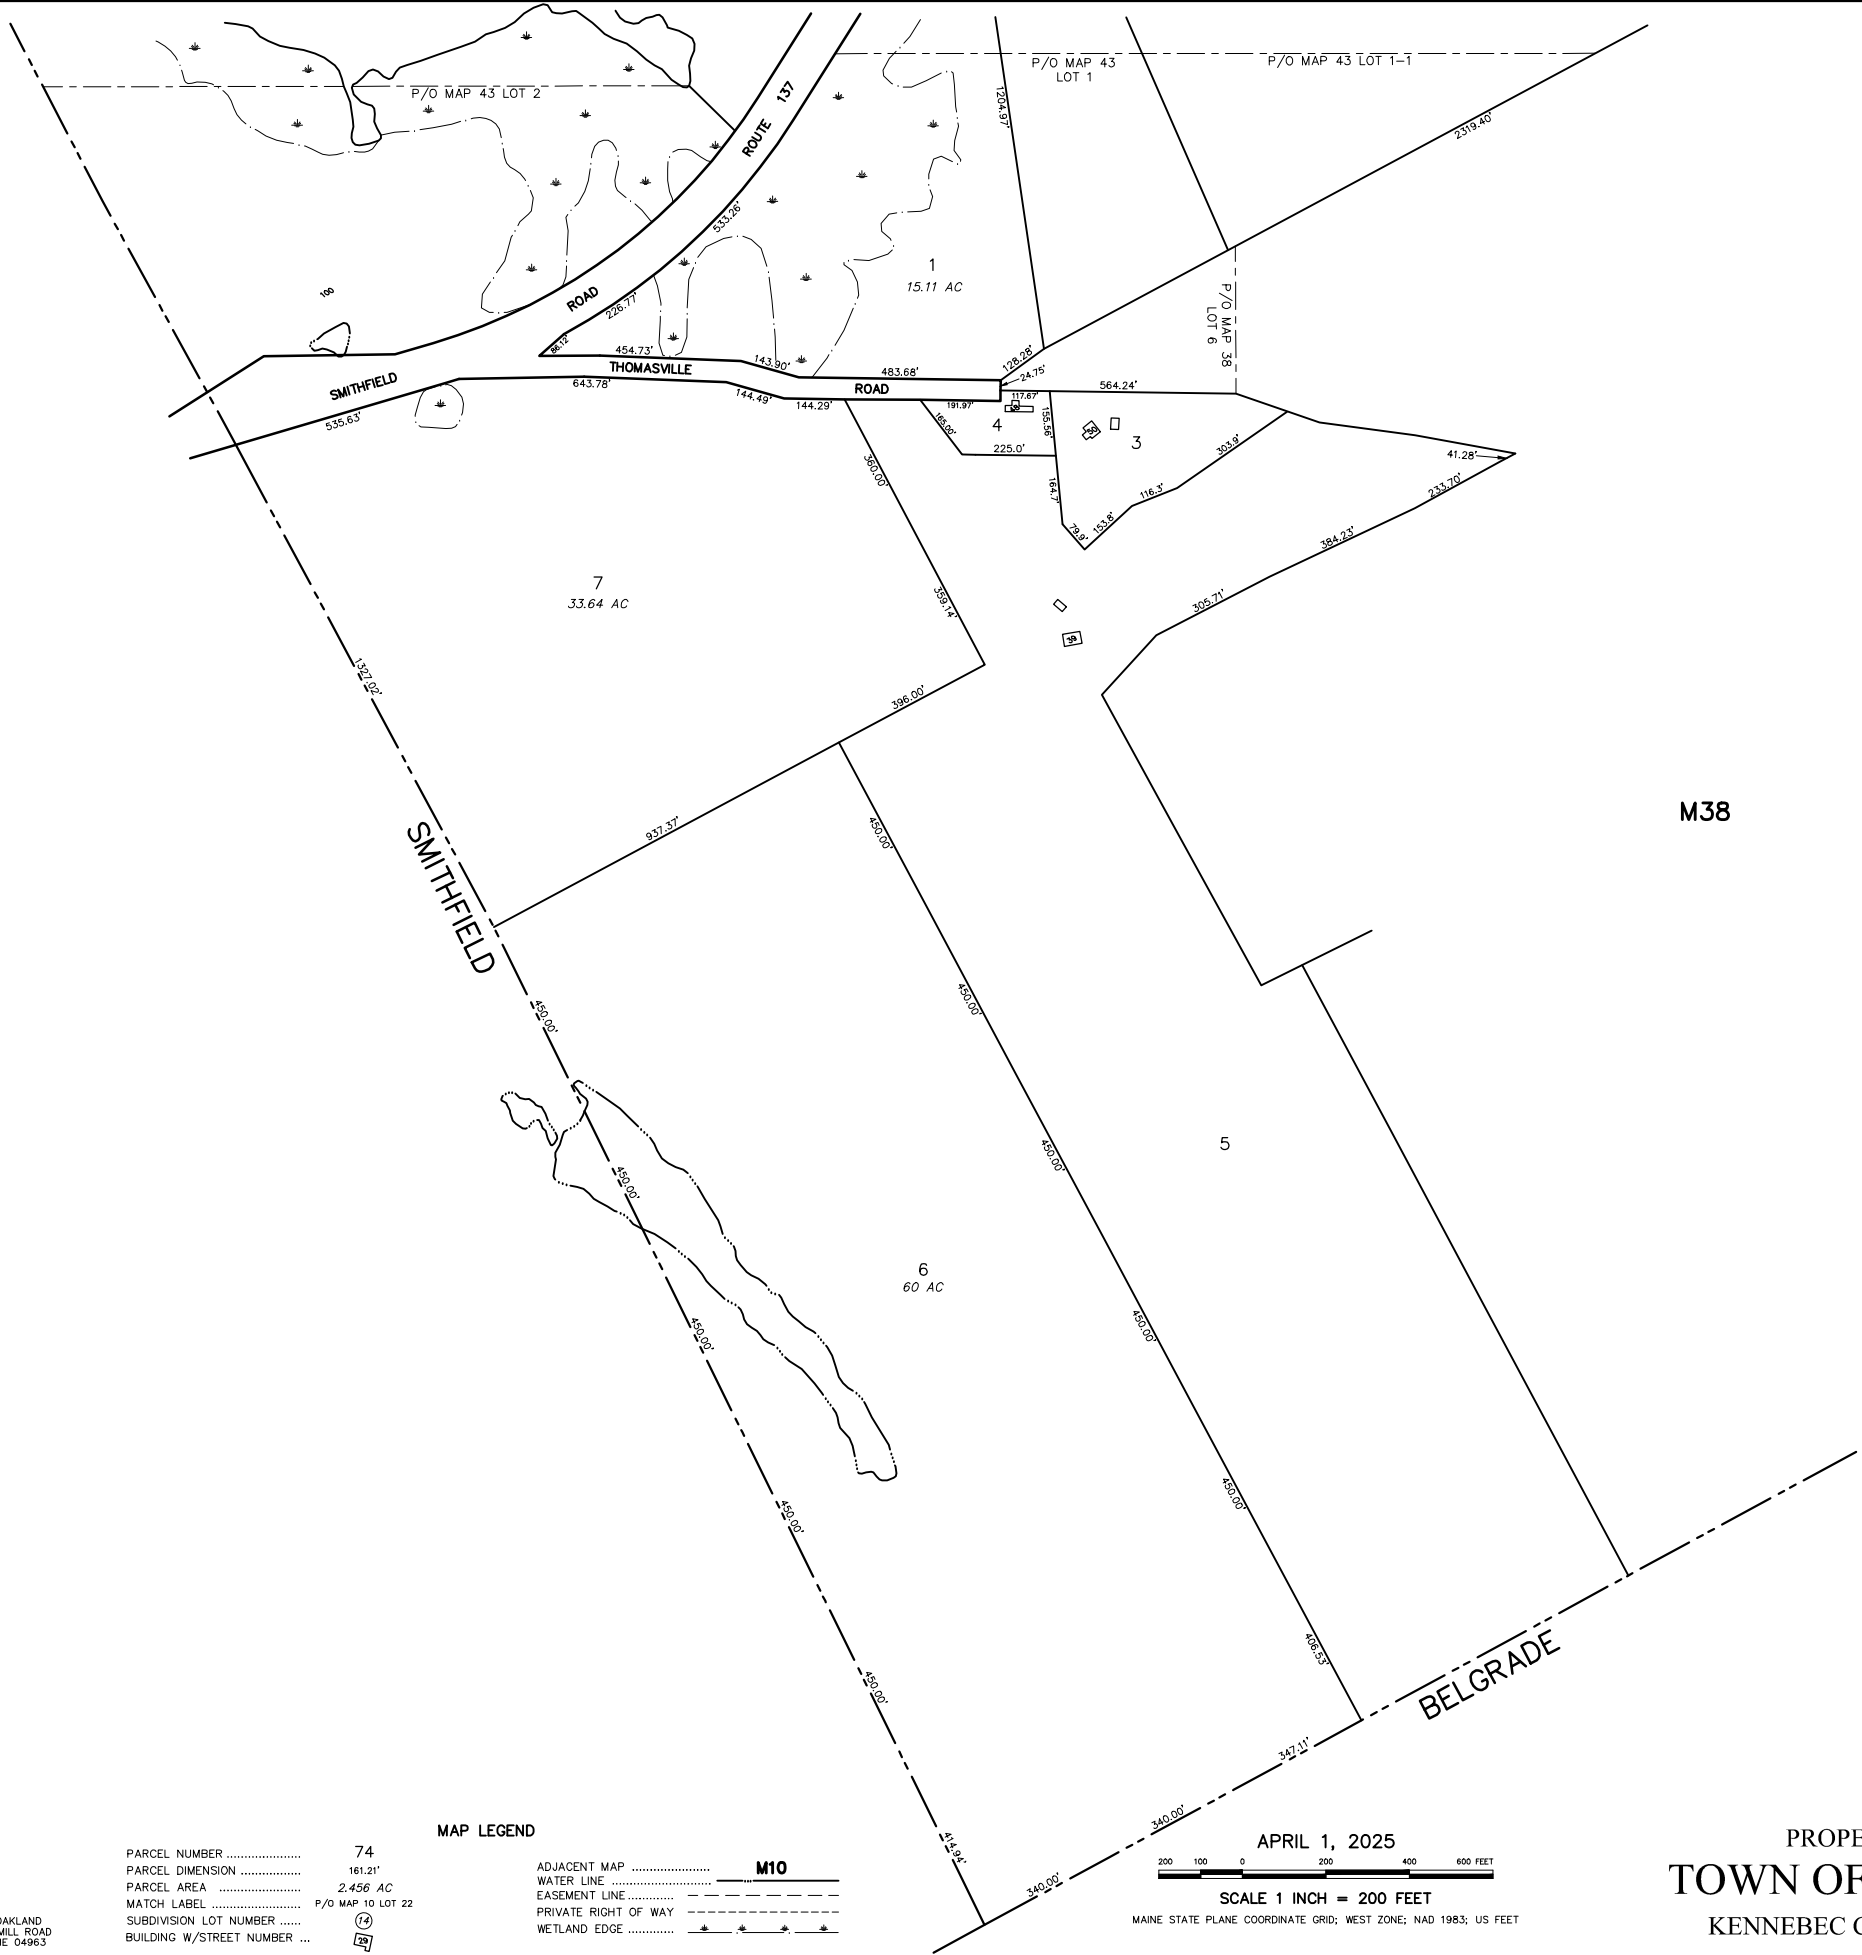 P/O MAP 43 LOT 2
P/O MAP 43
LOT 1
P/O MAP 43 LOT 1-1
1204.97'
2319.40'
ROUTE 137
533.26'
1
15.11 AC
P/O MAP 38
LOT 6
100
ROAD
226.77'
86.12'
454.73'
143.90'
483.68'
128.28'
24.75'
564.24'
SMITHFIELD
THOMASVILLE
ROAD
535.63'
643.78'
144.49'
144.29'
191.97'
117.67'
165.00'
4
225.0'
155.56'
50
3
303.9'
41.28'
233.70'
164.7'
116.3'
79.9'
153.8'
384.23'
360.00'
359.14'
7
33.64 AC
305.71'
39
1327.02'
396.00'
937.37'
M38
SMITHFIELD
450.00'
450.00'
450.00'
450.00'
5
450.00'
6
60 AC
450.00'
450.00'
450.00'
450.00'
450.00'
406.53'
BELGRADE
414.94'
347.11'
340.00'
340.00'
MAP LEGEND
PARCEL NUMBER ..................... 74
PARCEL DIMENSION ................. 161.21'
PARCEL AREA ....................... 2.456 AC
MATCH LABEL ......................... P/O MAP 10 LOT 22
SUBDIVISION LOT NUMBER ...... 14
BUILDING W/STREET NUMBER ... 29
ADJACENT MAP ...................... M10
WATER LINE ............................
EASEMENT LINE.............
PRIVATE RIGHT OF WAY
WETLAND EDGE .............
OAKLAND
MILL ROAD
NE 04963
APRIL 1, 2025
200 100 0 200 400 600 FEET
SCALE 1 INCH = 200 FEET
MAINE STATE PLANE COORDINATE GRID; WEST ZONE; NAD 1983; US FEET
PROPE
TOWN OF
KENNEBEC C